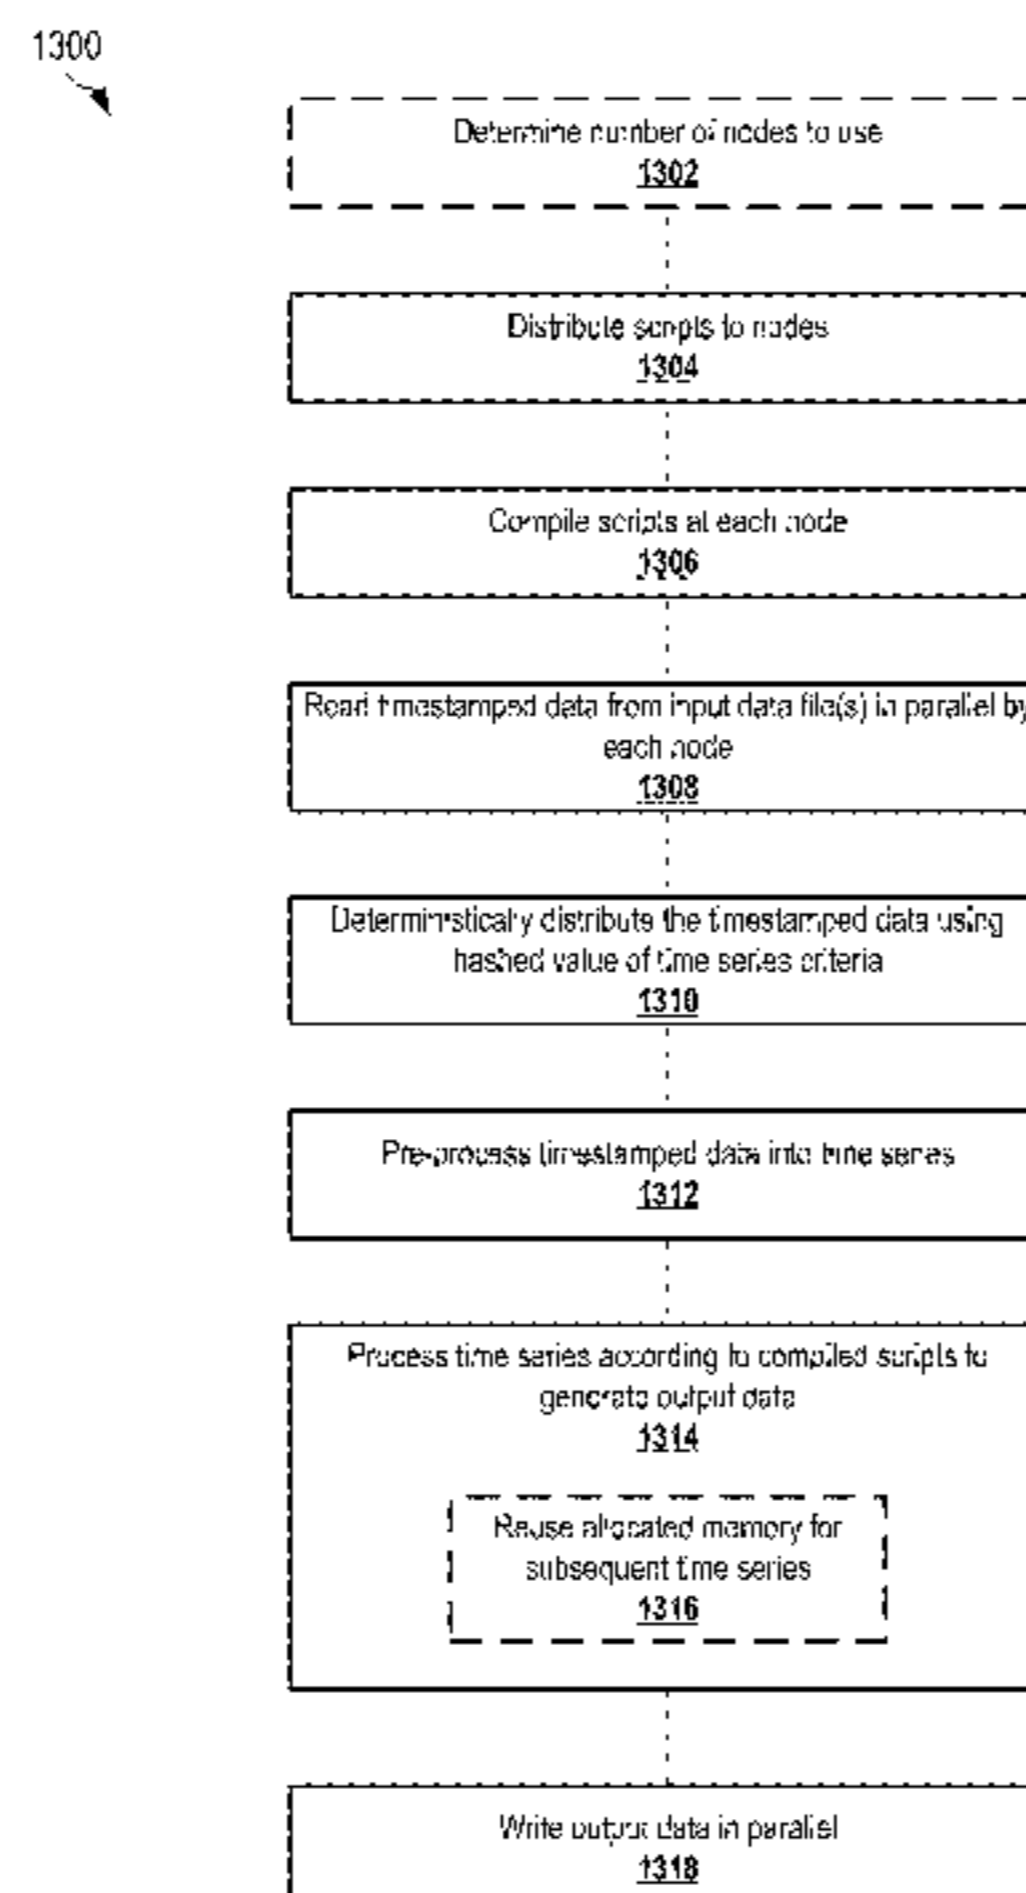 1300
Determine number of nodes to use
1302
Distribute scripts to nodes
1304
Compile scripts at each node
1306
Read timestamped data from input data file(s) in parallel by
each node
1308
Deterministically distribute the timestamped data using
hashed value of time series criteria
1310
Pre-process timestamped data into time series
1312
Process time series according to compiled scripts to
generate output data
1314
Reuse allocated memory for
subsequent time series
1316
Write output data in parallel
1318